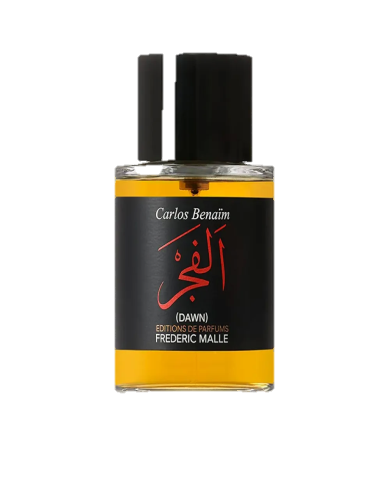 Carlos Benaïm
الفجر
(DAWN)
EDITIONS DE PARFUMS
FREDERIC MALLE